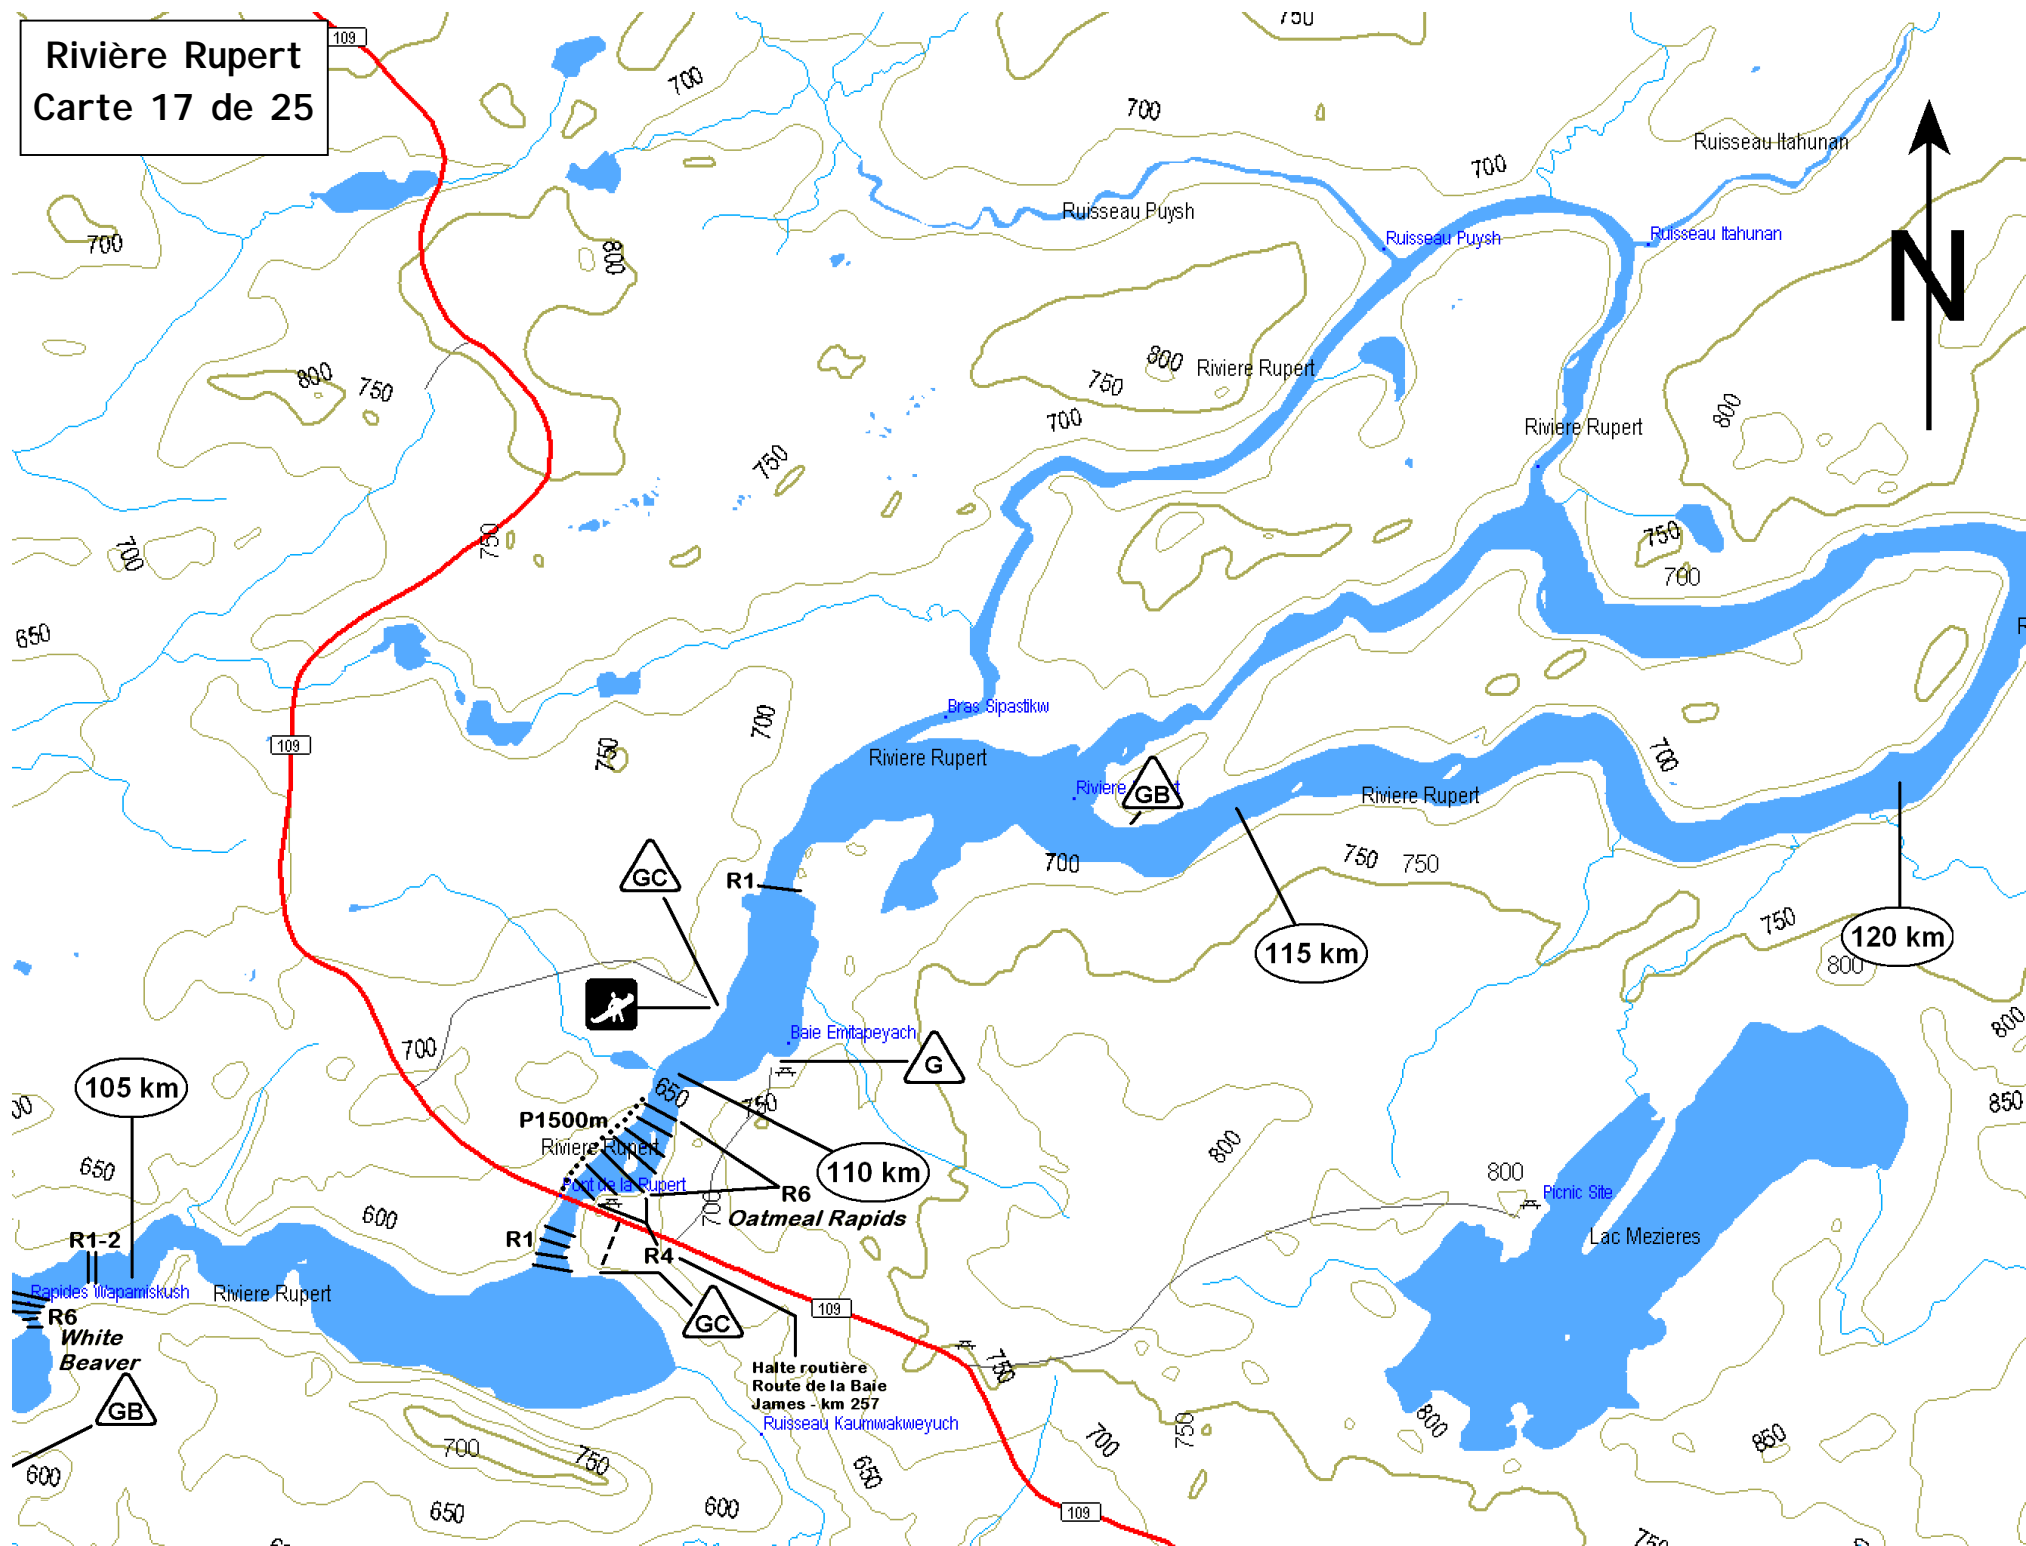 Rivière Rupert
Carte 17 de 25
109
750
700
700
Ruisseau Itahunan
700
Ruisseau Puysh
Ruisseau Puysh
Ruisseau Itahunan
700
800
N
800
750
800
750
Riviere Rupert
700
800
Riviere Rupert
750
750
700
750
700
650
Bras Sipastikw
700
750
109
Riviere Rupert
Riviere
GB
Riviere Rupert
700
700
750
750
GC
R1
115 km
750
120 km
800
800
Baie Emitapeyach
G
700
105 km
650
750
850
P1500m
Riviere Rupert
110 km
800
800
650
Pont de la Rupert
R6
Oatmeal Rapids
700
Picnic Site
Lac Mezieres
600
R1-2
R1
R4
Rapides Wapamiskush
Riviere Rupert
R6
White
Beaver
GC
109
GB
Halte routière
Route de la Baie
James - km 257
Ruisseau Kaumwakweyuch
750
700
750
800
850
700
750
600
650
650
600
109
750